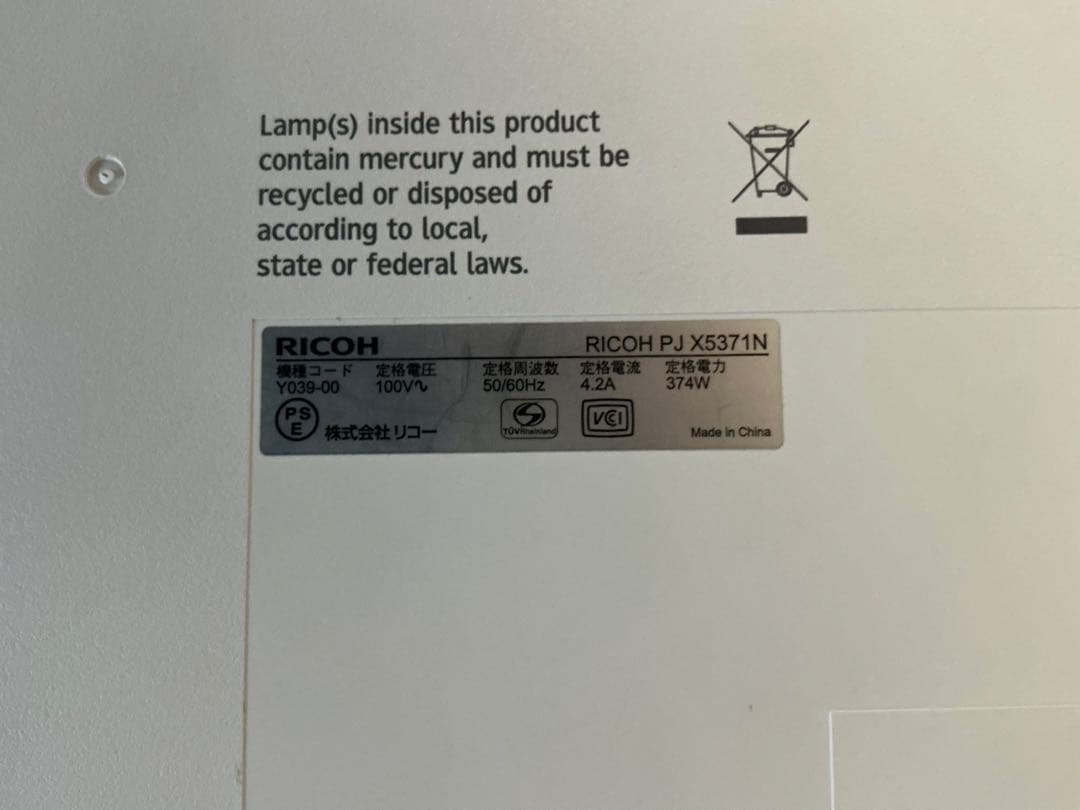 Lamp(s) inside this product
contain mercury and must be
recycled or disposed of
according to local,
state or federal laws.
RICOH RICOH PJ X5371N
機種コード 定格電圧 定格周波数 定格電流 定格電力
Y039-00 100V∿ 50/60Hz 4.2A 374W
PS
E
株式会社リコー
TÜVRheinland
VCCI
Made in China